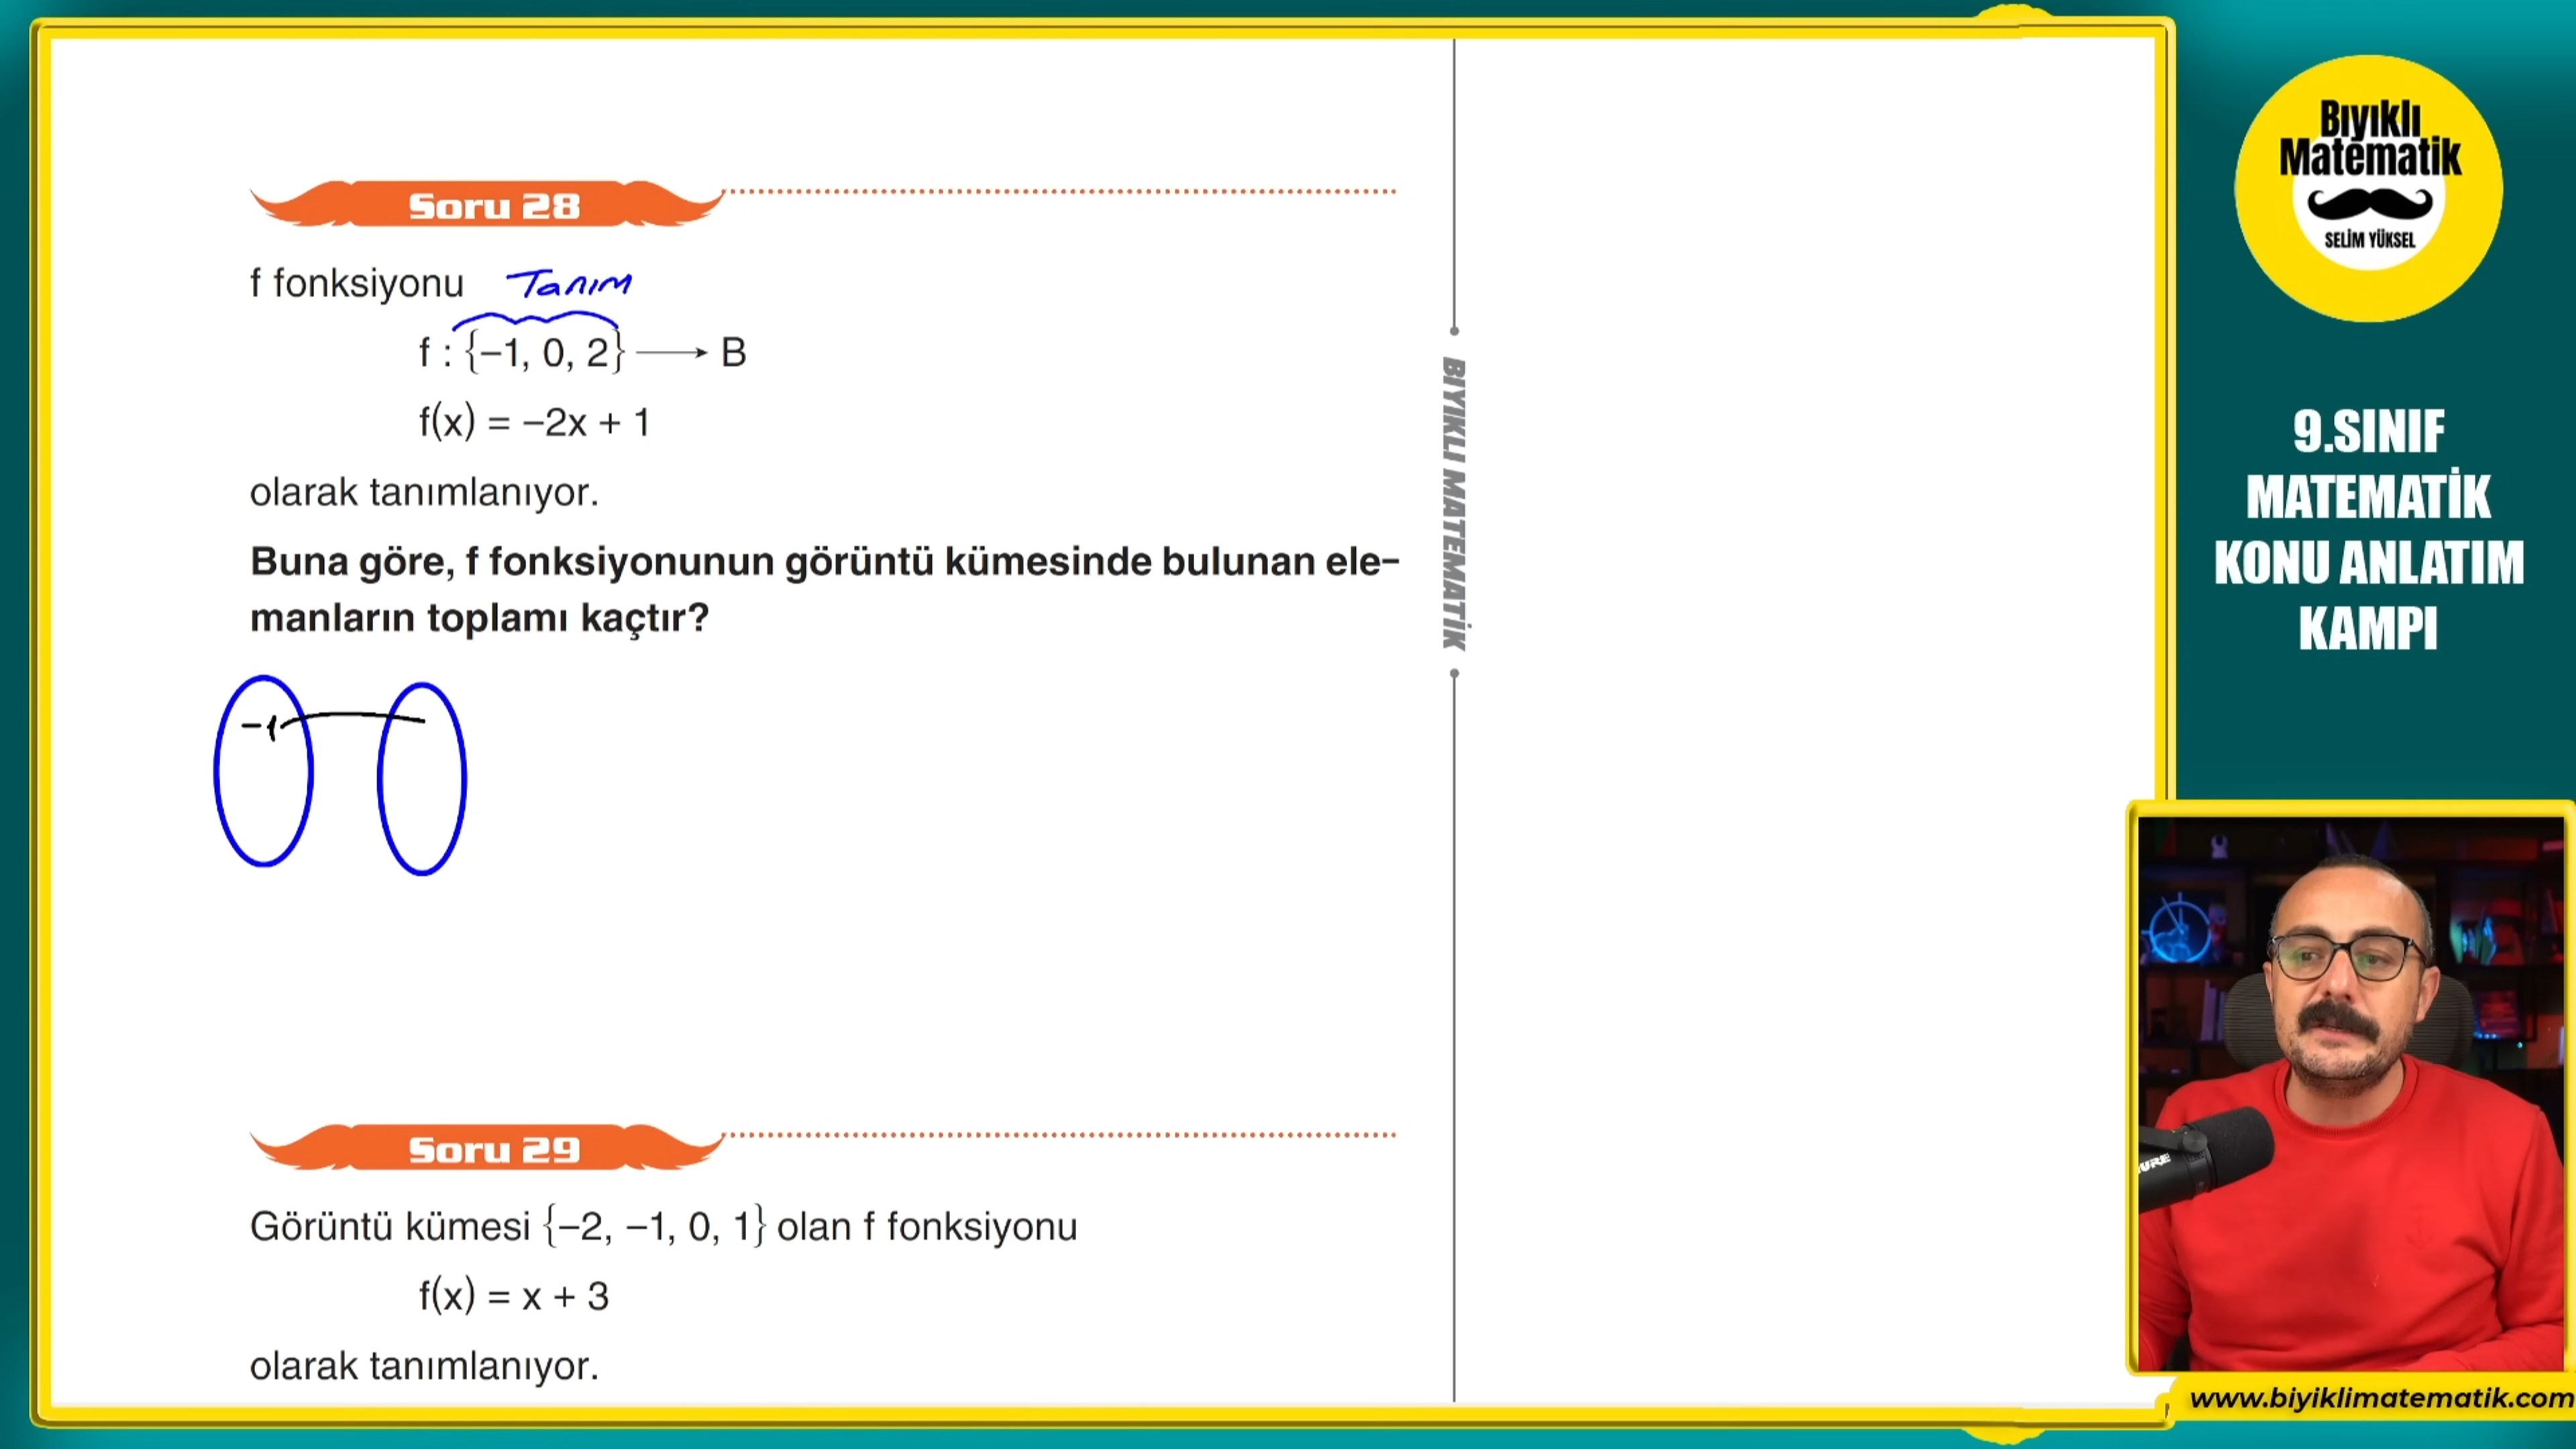 Soru 28
f fonksiyonu Tanım
f : {–1, 0, 2} ⟶ B
f(x) = –2x + 1
olarak tanımlanıyor.
Buna göre, f fonksiyonunun görüntü kümesinde bulunan ele–
manların toplamı kaçtır?
–1
Soru 29
Görüntü kümesi {–2, –1, 0, 1} olan f fonksiyonu
f(x) = x + 3
olarak tanımlanıyor.
BIYIKLI MATEMATİK
Bıyıklı
Matematik
SELİM YÜKSEL
9.SINIF
MATEMATİK
KONU ANLATIM
KAMPI
www.biyiklimatematik.com